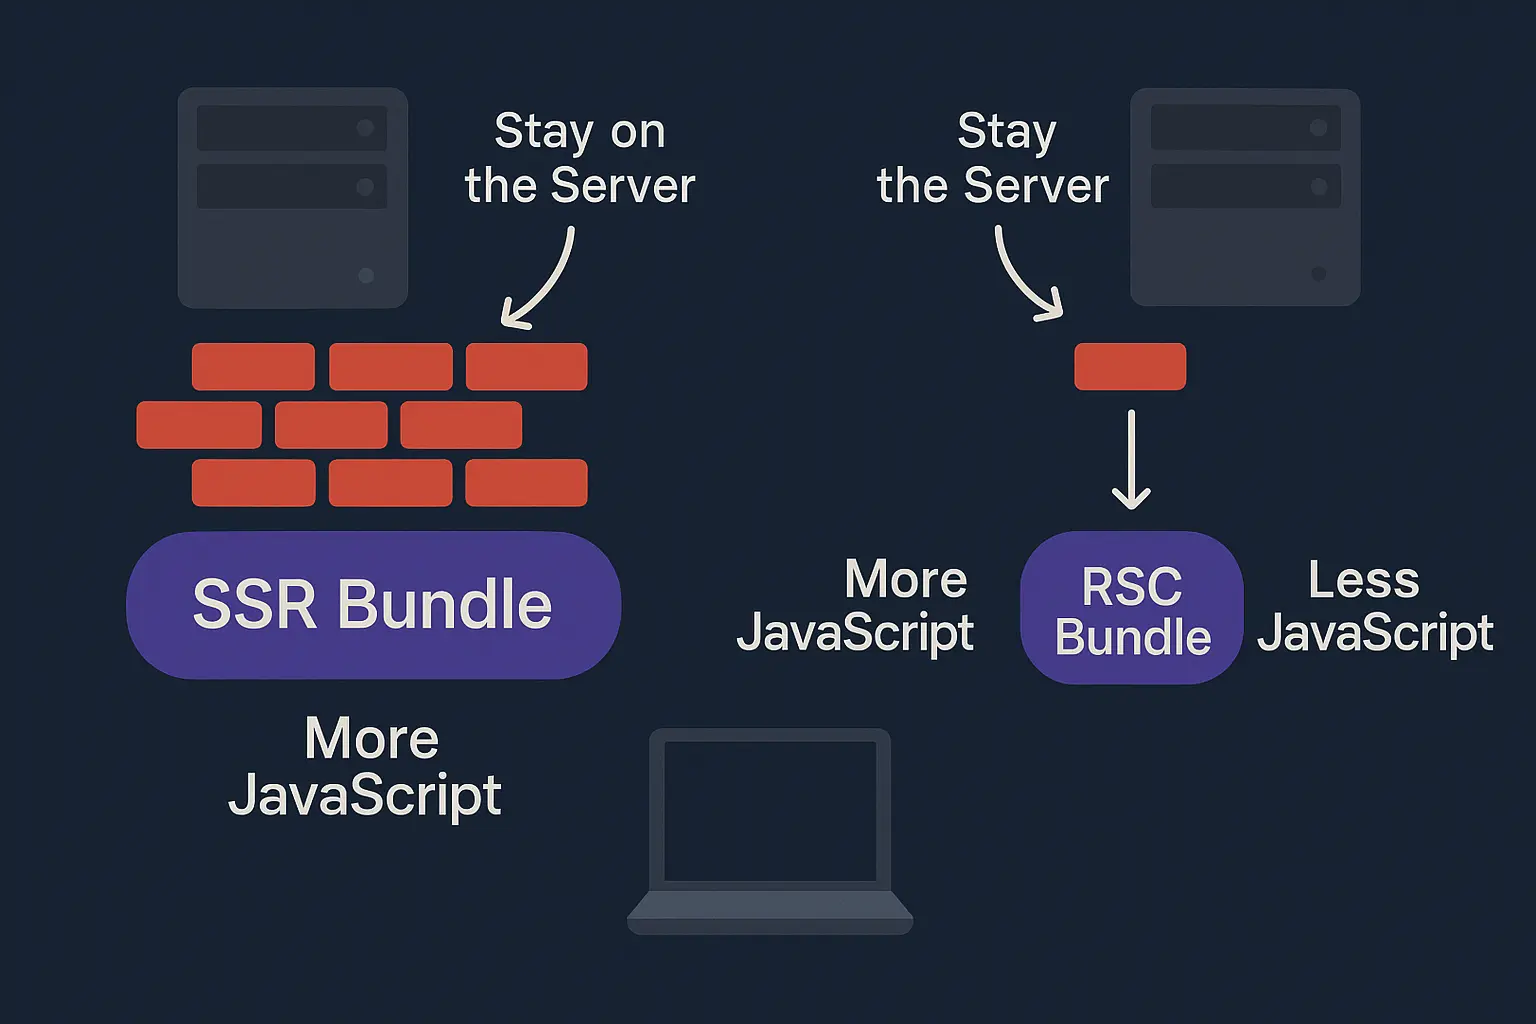 Stay on
the Server
Stay
the Server
SSR Bundle
More
JavaScript
More
JavaScript
RSC
Bundle
Less
JavaScript